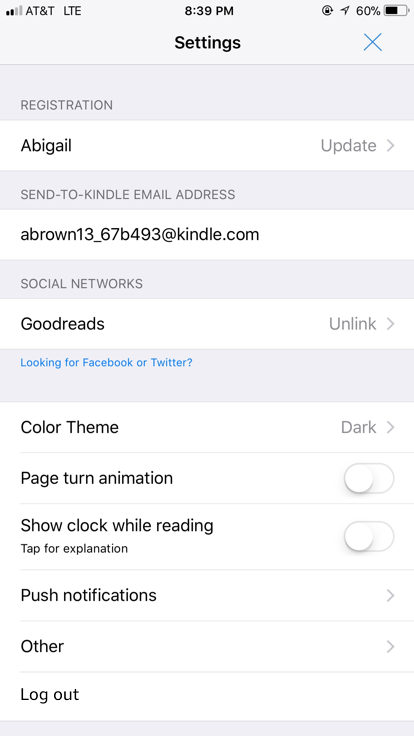 AT&T LTE 8:39 PM 60%
Settings
REGISTRATION
Abigail Update
SEND-TO-KINDLE EMAIL ADDRESS
abrown13_67b493@kindle.com
SOCIAL NETWORKS
Goodreads Unlink
Looking for Facebook or Twitter?
Color Theme Dark
Page turn animation
Show clock while reading
Tap for explanation
Push notifications
Other
Log out